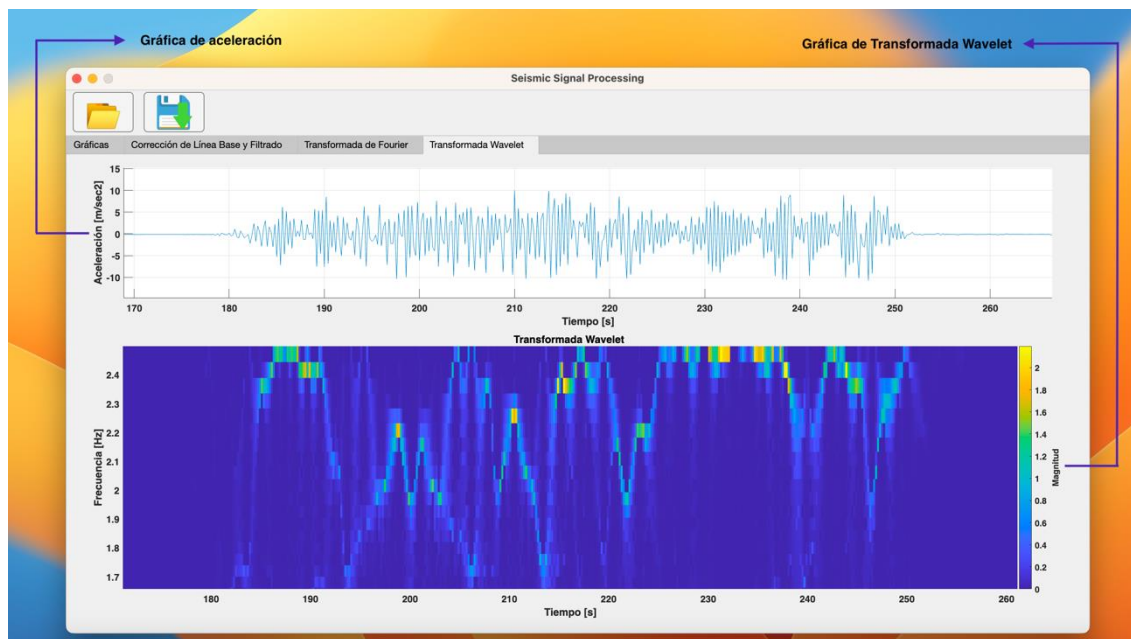 Gráfica de aceleración
Gráfica de Transformada Wavelet
Seismic Signal Processing
Gráficas Corrección de Línea Base y Filtrado Transformada de Fourier Transformada Wavelet
15
10
5
0
-5
-10
Aceleración [m/sec2]
170 180 190 200 210 220 230 240 250 260
Tiempo [s]
Transformada Wavelet
2.4
2.3
2.2
2.1
2
1.9
1.8
1.7
Frecuencia [Hz]
180 190 200 210 220 230 240 250 260
Tiempo [s]
2
1.8
1.6
1.4
1.2
1
0.8
0.6
0.4
0.2
0
Magnitud